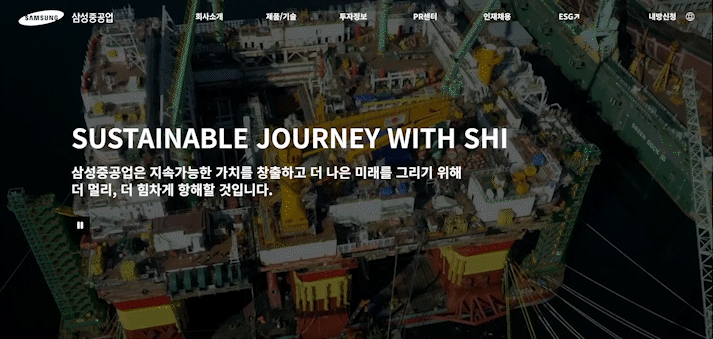 SAMSUNG 삼성중공업
회사소개 제품/기술 투자정보 PR센터 인재채용 ESG↗ 내방신청
SUSTAINABLE JOURNEY WITH SHI
삼성중공업은 지속가능한 가치를 창출하고 더 나은 미래를 그리기 위해
더 멀리, 더 힘차게 항해할 것입니다.